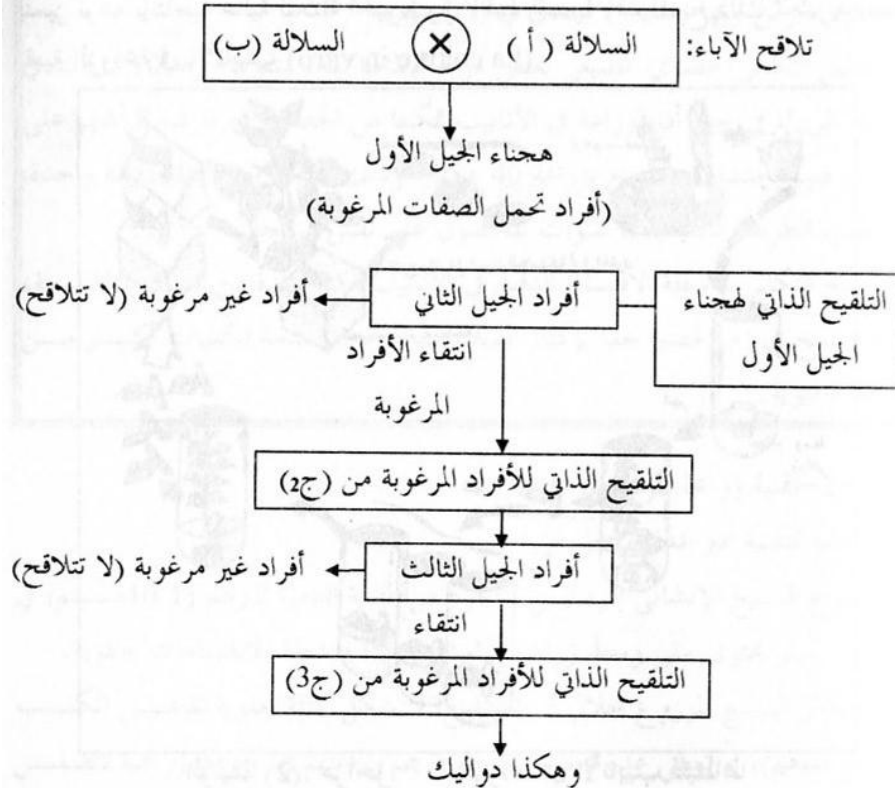 تلاقح الآباء: السلالة (أ) × السلالة (ب)
هجناء الجيل الأول
(أفراد تحمل الصفات المرغوبة)
التلقيح الذاتي لهجناء
الجيل الأول
أفراد الجيل الثاني
أفراد غير مرغوبة (لا تتلاقح)
انتقاء الأفراد
المرغوبة
التلقيح الذاتي للأفراد المرغوبة من (ج2)
أفراد الجيل الثالث
أفراد غير مرغوبة (لا تتلاقح)
انتقاء
التلقيح الذاتي للأفراد المرغوبة من (ج3)
وهكذا دواليك